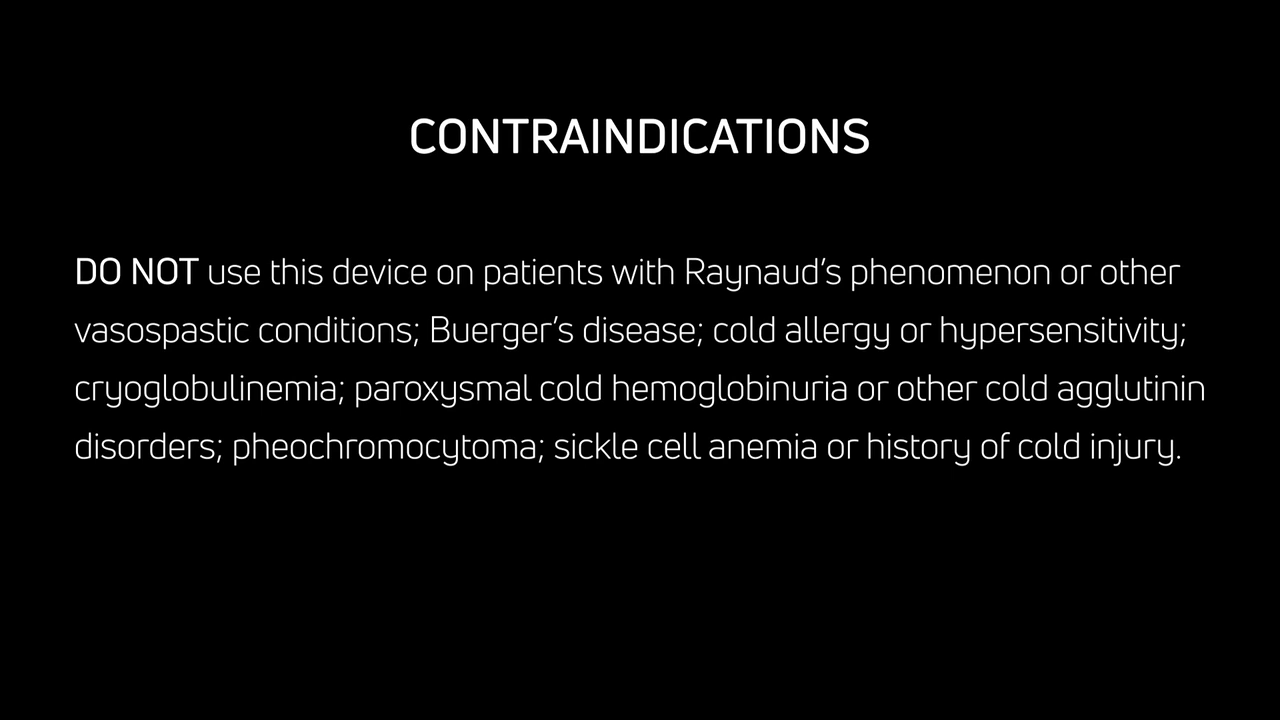 CONTRAINDICATIONS
DO NOT use this device on patients with Raynaud’s phenomenon or other
vasospastic conditions; Buerger’s disease; cold allergy or hypersensitivity;
cryoglobulinemia; paroxysmal cold hemoglobinuria or other cold agglutinin
disorders; pheochromocytoma; sickle cell anemia or history of cold injury.